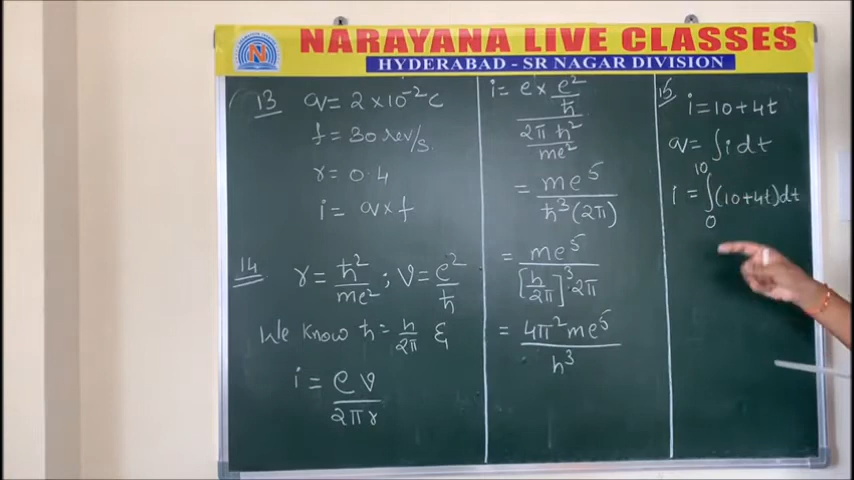 NARAYANA LIVE CLASSES
HYDERABAD - SR NAGAR DIVISION
N
13 q = 2 × 10⁻² C
f = 30 rev/s.
r = 0.4
i = q × f
14 r = ħ²/me² ; v = e²/ħ
We know ħ = h/2π &
i = ev/2πr
i = e × e²/ħ / 2π ħ²/me²
= me⁵/ħ³(2π)
= me⁵/[h/2π]³·2π
= 4π²me⁵/h³
15 i = 10 + 4t
q = ∫ i dt
i = ∫₀¹⁰ (10+4t) dt